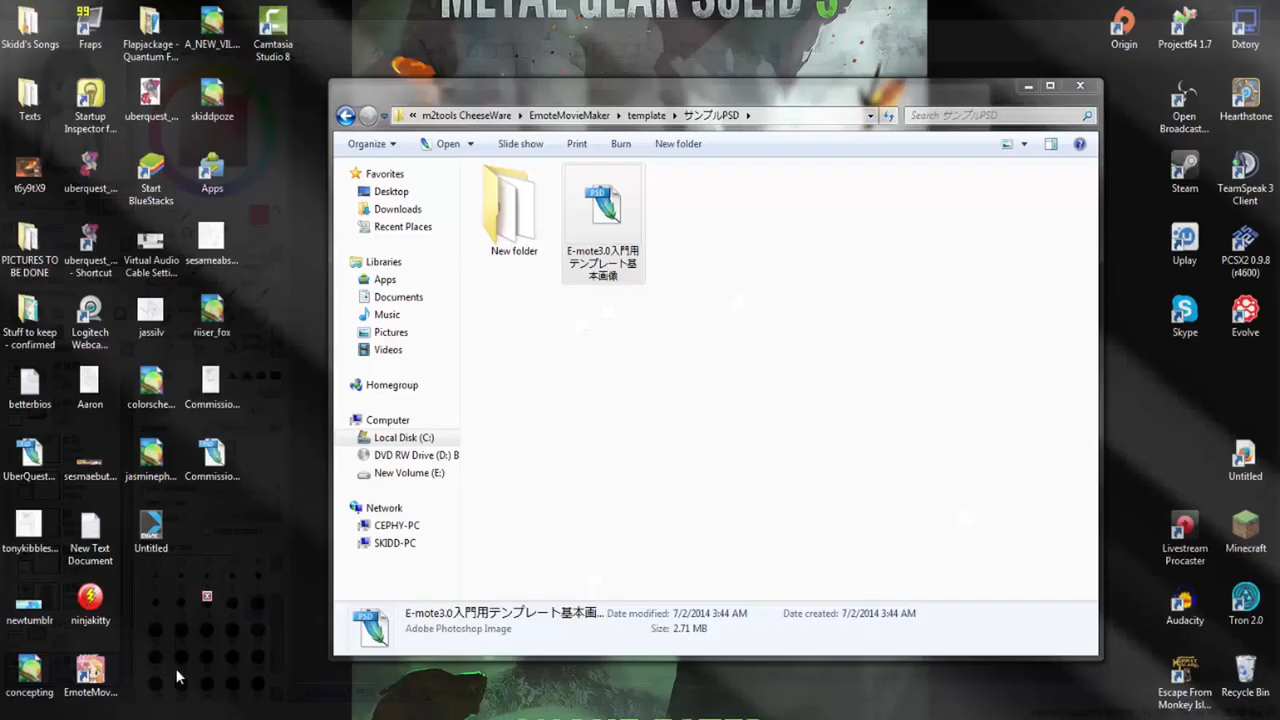 METAL GEAR SOLID 3
Skidd's Songs
Fraps
Flapjackage -
Quantum F...
A_NEW_VIL...
Camtasia
Studio 8
Texts
Startup
Inspector f...
uberquest_...
skiddpoze
t6y9tX9
uberquest_...
Start
BlueStacks
Apps
PICTURES TO
BE DONE
uberquest_...
- Shortcut
Virtual Audio
Cable Setti...
sesameabs...
Stuff to keep
- confirmed
Logitech
Webca...
jassilv
riiser_fox
betterbios
Aaron
colorsche...
Commissio...
UberQuest...
sesmaebut...
jasmineph...
Commissio...
tonykibbles...
New Text
Document
Untitled
newtumblr
ninjakitty
concepting
EmoteMov...
« m2tools CheeseWare ▸ EmoteMovieMaker ▸ template ▸ サンプルPSD ▸
Search サンプルPSD
Organize ▾ Open ▾ Slide show Print Burn New folder
Favorites
Desktop
Downloads
Recent Places
Libraries
Apps
Documents
Music
Pictures
Videos
Homegroup
Computer
Local Disk (C:)
DVD RW Drive (D:) B
New Volume (E:)
Network
CEPHY-PC
SKIDD-PC
New folder
PSD
E-mote3.0入門用
テンプレート基
本画像
PSD
E-mote3.0入門用テンプレート基本画... Date modified: 7/2/2014 3:44 AM Date created: 7/2/2014 3:44 AM
Adobe Photoshop Image Size: 2.71 MB
Origin
Project64 1.7
Dxtory
Open
Broadcast...
Hearthstone
Steam
TeamSpeak 3
Client
Uplay
PCSX2 0.9.8
(r4600)
Skype
Evolve
Untitled
Livestream
Procaster
Minecraft
Audacity
Tron 2.0
Escape From
Monkey Isl...
Recycle Bin